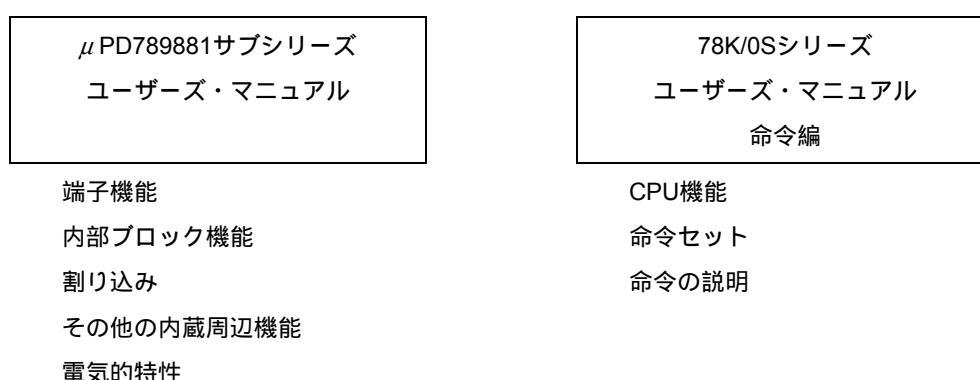 μPD789881サブシリーズ
ユーザーズ・マニュアル
78K/0Sシリーズ
ユーザーズ・マニュアル
命令編
端子機能
内部ブロック機能
割り込み
その他の内蔵周辺機能
電気的特性
CPU機能
命令セット
命令の説明